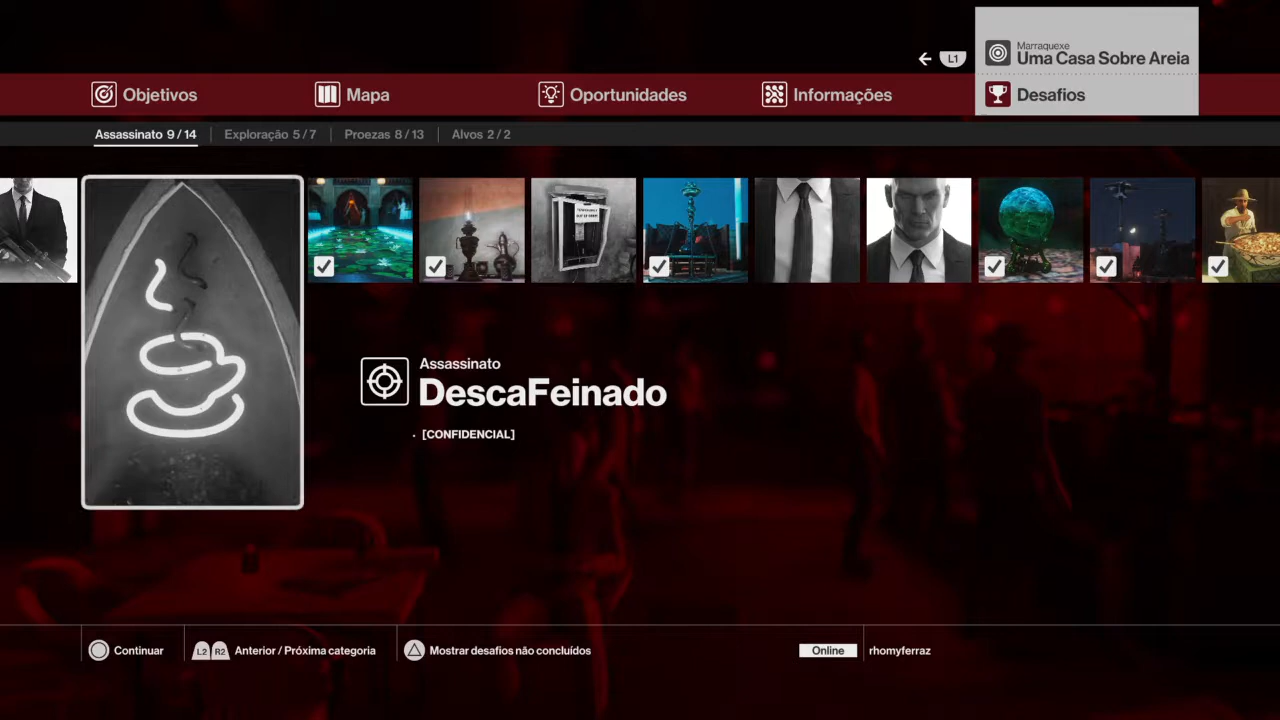 L1
Marraquexe
Uma Casa Sobre Areia
Objetivos
Mapa
Oportunidades
Informações
Desafios
Assassinato 9 / 14
Exploração 5 / 7
Proezas 8 / 13
Alvos 2 / 2
Assassinato
DescaFeinado
· [CONFIDENCIAL]
Continuar
L2 R2 Anterior / Próxima categoria
Mostrar desafios não concluídos
Online
rhomyferraz